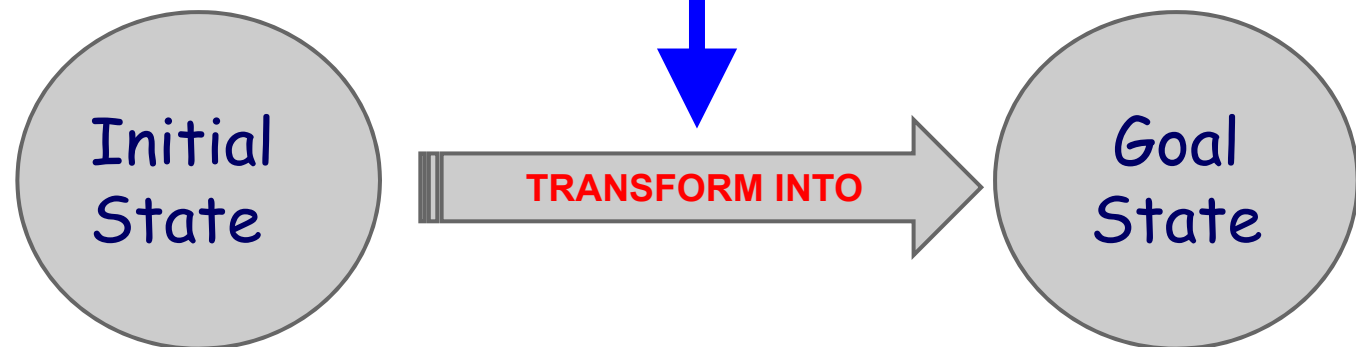 Initial
State
TRANSFORM INTO
Goal
State